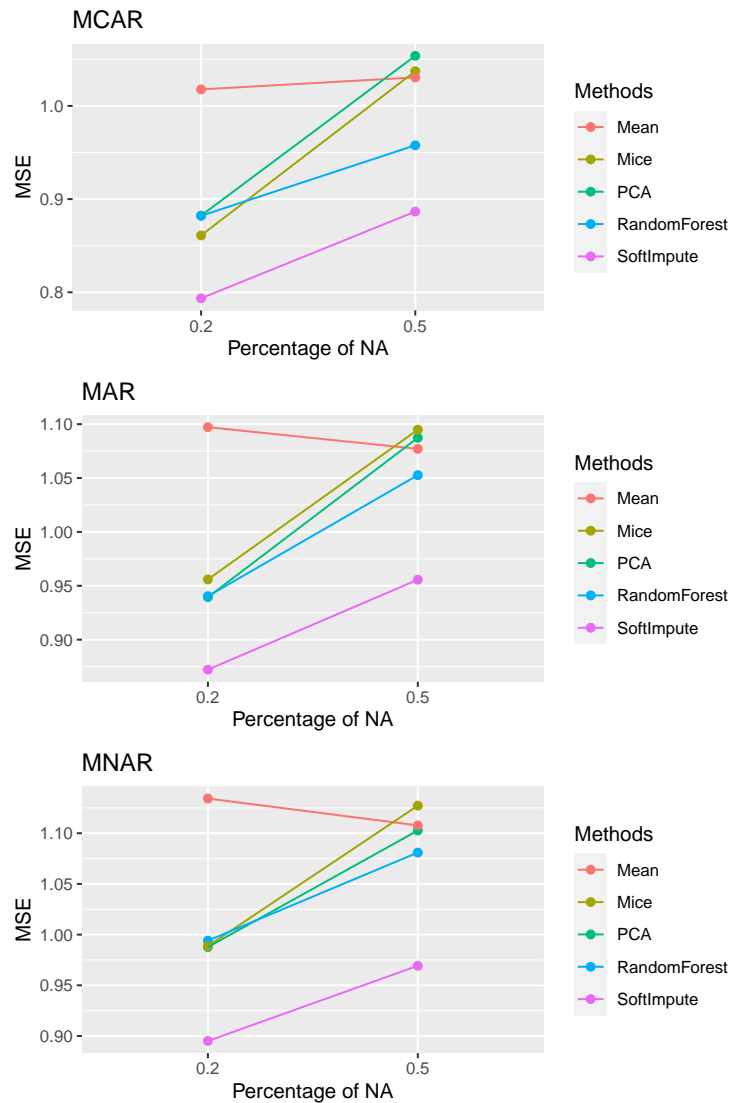 MCAR
1.0
0.9
0.8
MSE
0.2 0.5
Percentage of NA
Methods
Mean
Mice
PCA
RandomForest
SoftImpute
MAR
1.10
1.05
1.00
0.95
0.90
MSE
0.2 0.5
Percentage of NA
Methods
Mean
Mice
PCA
RandomForest
SoftImpute
MNAR
1.10
1.05
1.00
0.95
0.90
MSE
0.2 0.5
Percentage of NA
Methods
Mean
Mice
PCA
RandomForest
SoftImpute